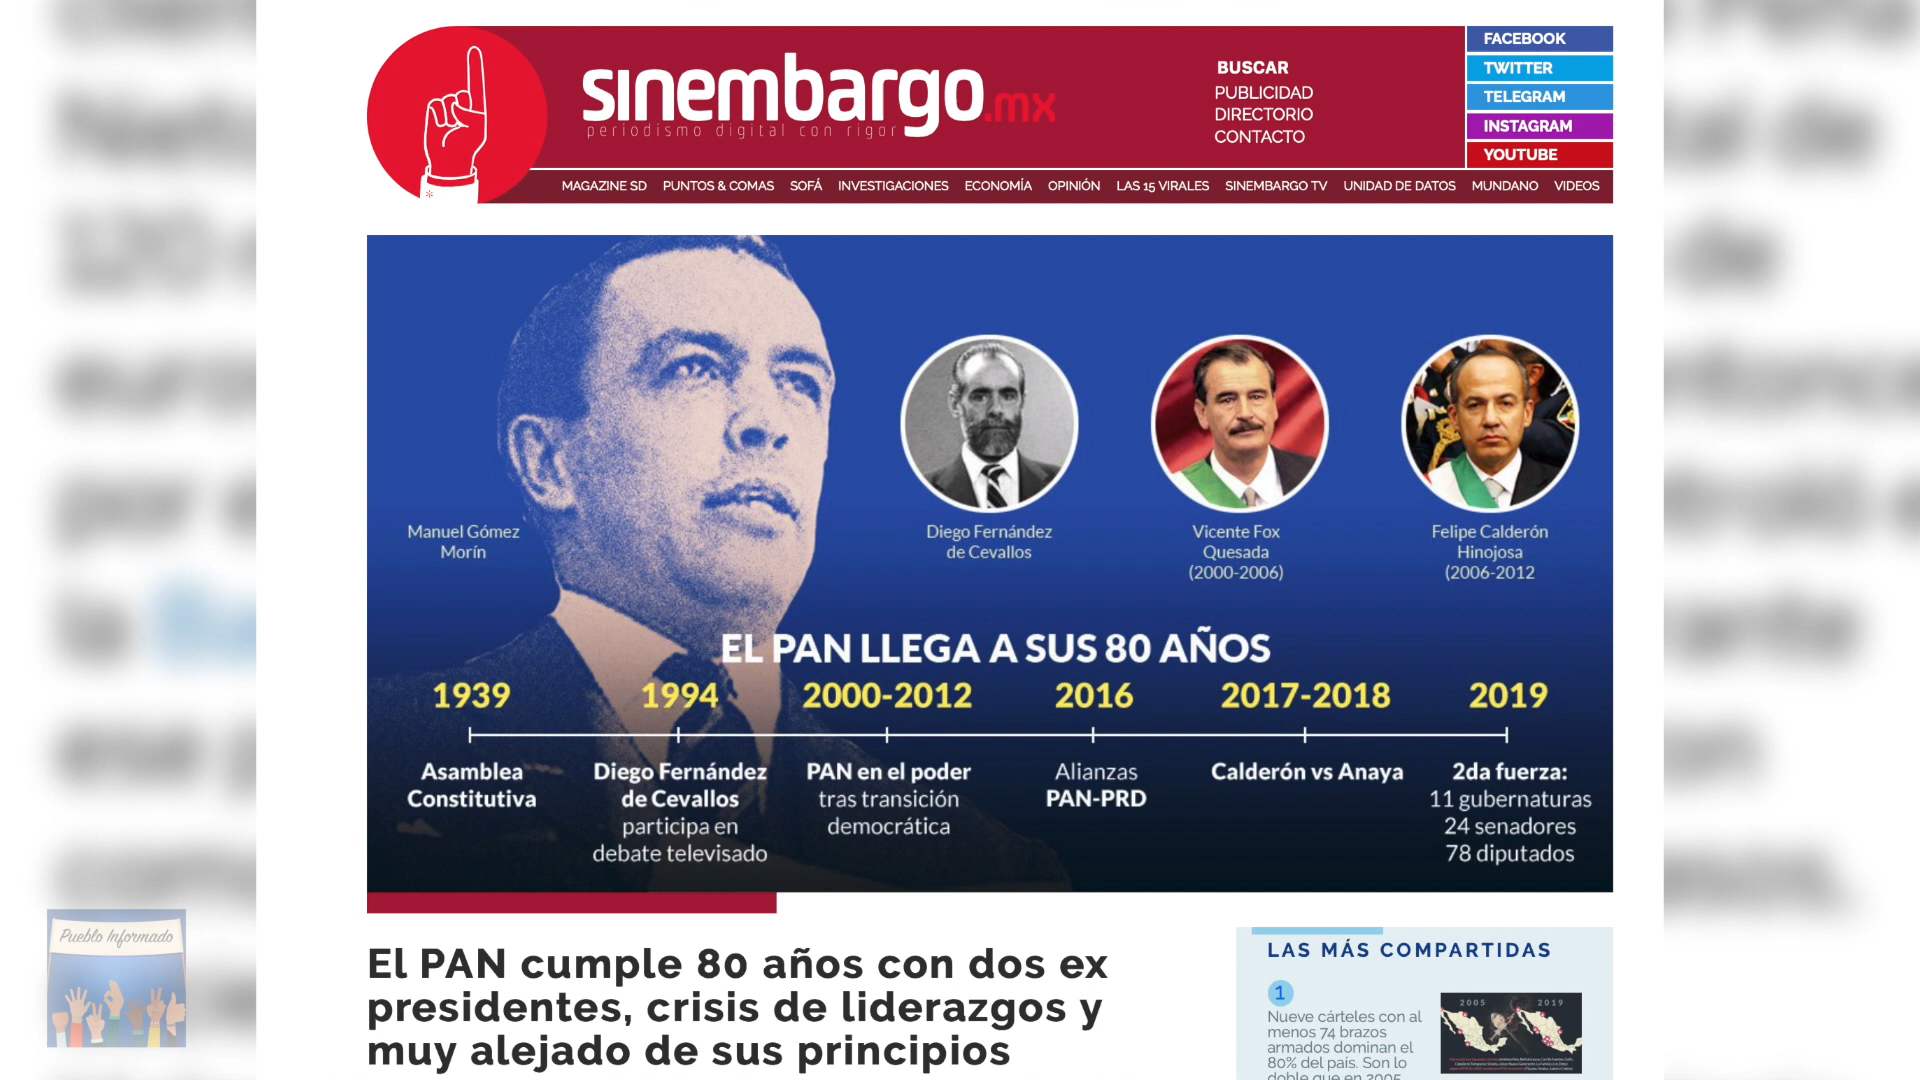 sinembargo.mx
periodismo digital con rigor
BUSCAR
PUBLICIDAD
DIRECTORIO
CONTACTO
FACEBOOK
TWITTER
TELEGRAM
INSTAGRAM
YOUTUBE
MAGAZINE SD PUNTOS & COMAS SOFÁ INVESTIGACIONES ECONOMÍA OPINIÓN LAS 15 VIRALES SINEMBARGO TV UNIDAD DE DATOS MUNDANO VIDEOS
Manuel Gómez
Morín
Diego Fernández
de Cevallos
Vicente Fox
Quesada
(2000-2006)
Felipe Calderón
Hinojosa
(2006-2012
EL PAN LLEGA A SUS 80 AÑOS
1939
Asamblea
Constitutiva
1994
Diego Fernández
de Cevallos
participa en
debate televisado
2000-2012
PAN en el poder
tras transición
democrática
2016
Alianzas
PAN-PRD
2017-2018
Calderón vs Anaya
2019
2da fuerza:
11 gubernaturas
24 senadores
78 diputados
El PAN cumple 80 años con dos ex
presidentes, crisis de liderazgos y
muy alejado de sus principios
LAS MÁS COMPARTIDAS
1
Nueve cárteles con al
menos 74 brazos
armados dominan el
80% del país. Son lo
doble que en 2005
2005 2019
Pueblo Informado